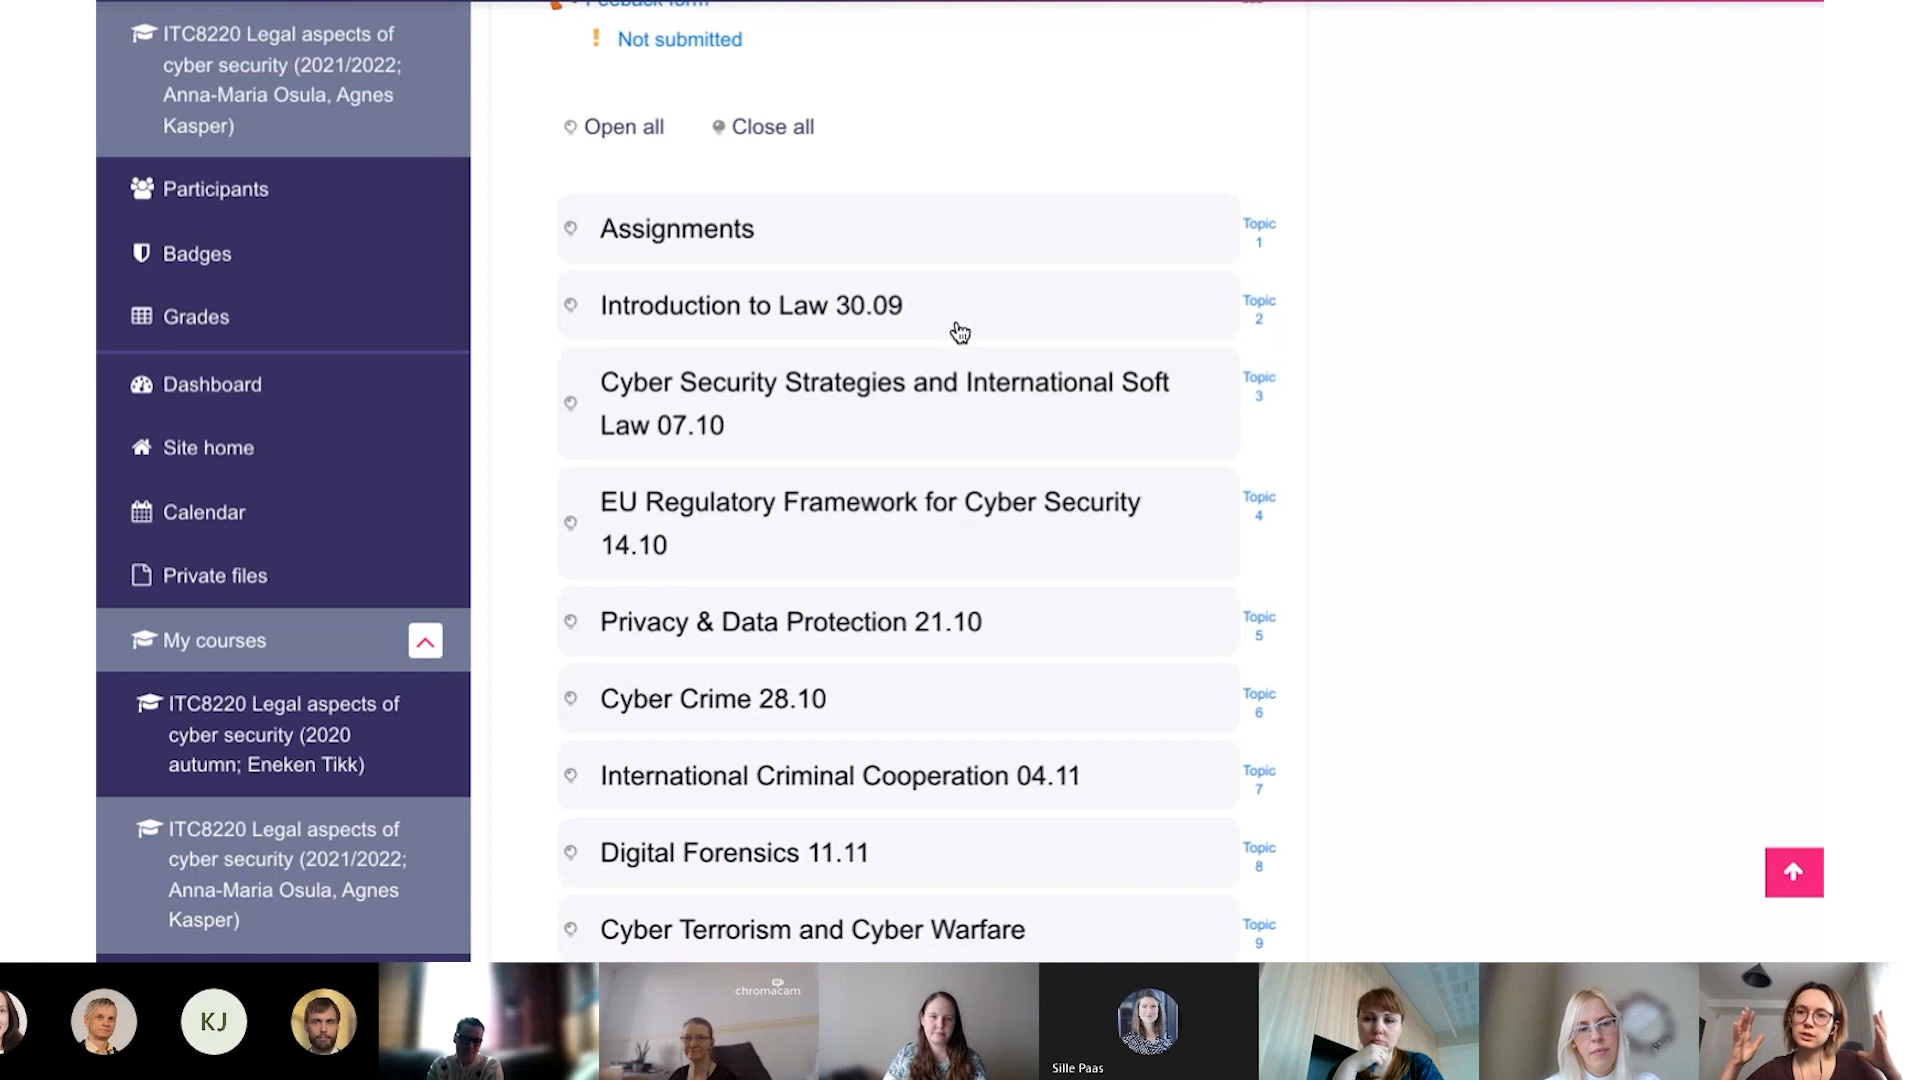 ITC8220 Legal aspects of
cyber security (2021/2022;
Anna-Maria Osula, Agnes
Kasper)
Participants
Badges
Grades
Dashboard
Site home
Calendar
Private files
My courses
ITC8220 Legal aspects of
cyber security (2020
autumn; Eneken Tikk)
ITC8220 Legal aspects of
cyber security (2021/2022;
Anna-Maria Osula, Agnes
Kasper)
Feeback form
Not submitted
Open all
Close all
Assignments
Topic
1
Introduction to Law 30.09
Topic
2
Cyber Security Strategies and International Soft
Law 07.10
Topic
3
EU Regulatory Framework for Cyber Security
14.10
Topic
4
Privacy & Data Protection 21.10
Topic
5
Cyber Crime 28.10
Topic
6
International Criminal Cooperation 04.11
Topic
7
Digital Forensics 11.11
Topic
8
Cyber Terrorism and Cyber Warfare
Topic
9
KJ
chromacam
Sille Paas